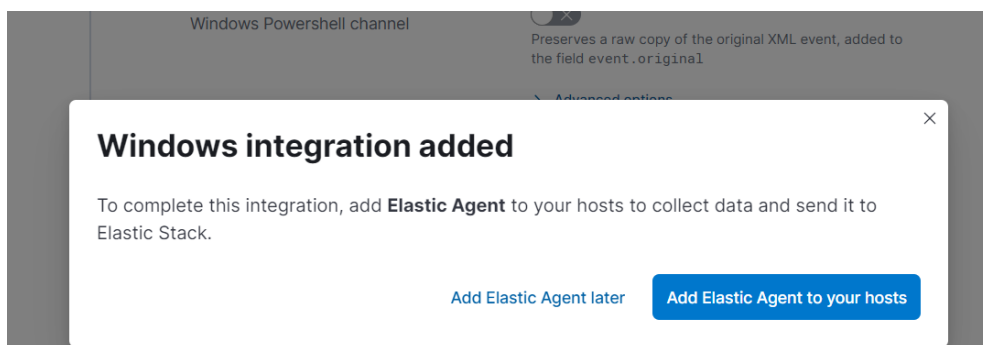 Windows Powershell channel
Preserves a raw copy of the original XML event, added to
the field event.original
Advanced options
Windows integration added
To complete this integration, add Elastic Agent to your hosts to collect data and send it to
Elastic Stack.
Add Elastic Agent later
Add Elastic Agent to your hosts